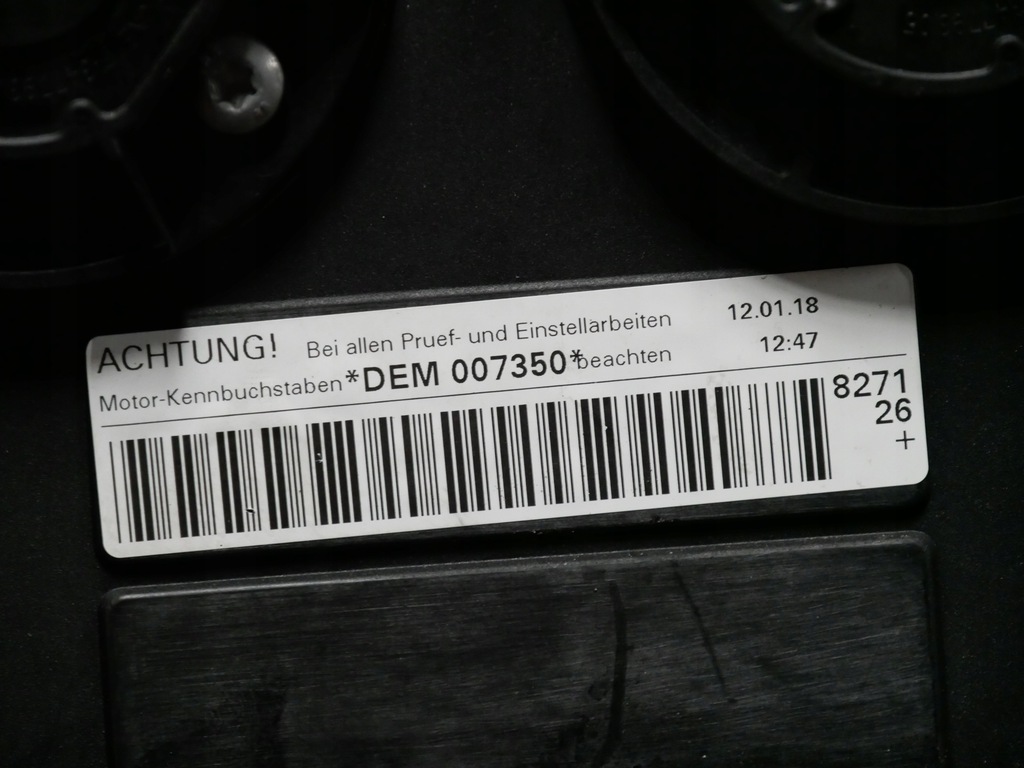 ACHTUNG! Bei allen Pruef- und Einstellarbeiten 12.01.18
Motor-Kennbuchstaben *DEM 007350* beachten 12:47
8271
26
+